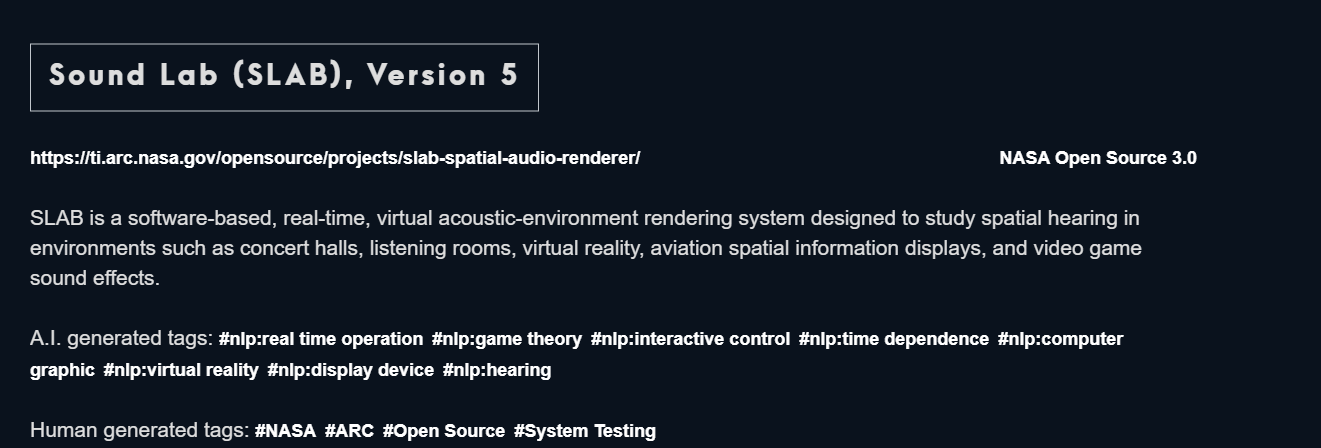 Sound Lab (SLAB), Version 5
https://ti.arc.nasa.gov/opensource/projects/slab-spatial-audio-renderer/ NASA Open Source 3.0
SLAB is a software-based, real-time, virtual acoustic-environment rendering system designed to study spatial hearing in
environments such as concert halls, listening rooms, virtual reality, aviation spatial information displays, and video game
sound effects.
A.I. generated tags: #nlp:real time operation #nlp:game theory #nlp:interactive control #nlp:time dependence #nlp:computer
graphic #nlp:virtual reality #nlp:display device #nlp:hearing
Human generated tags: #NASA #ARC #Open Source #System Testing